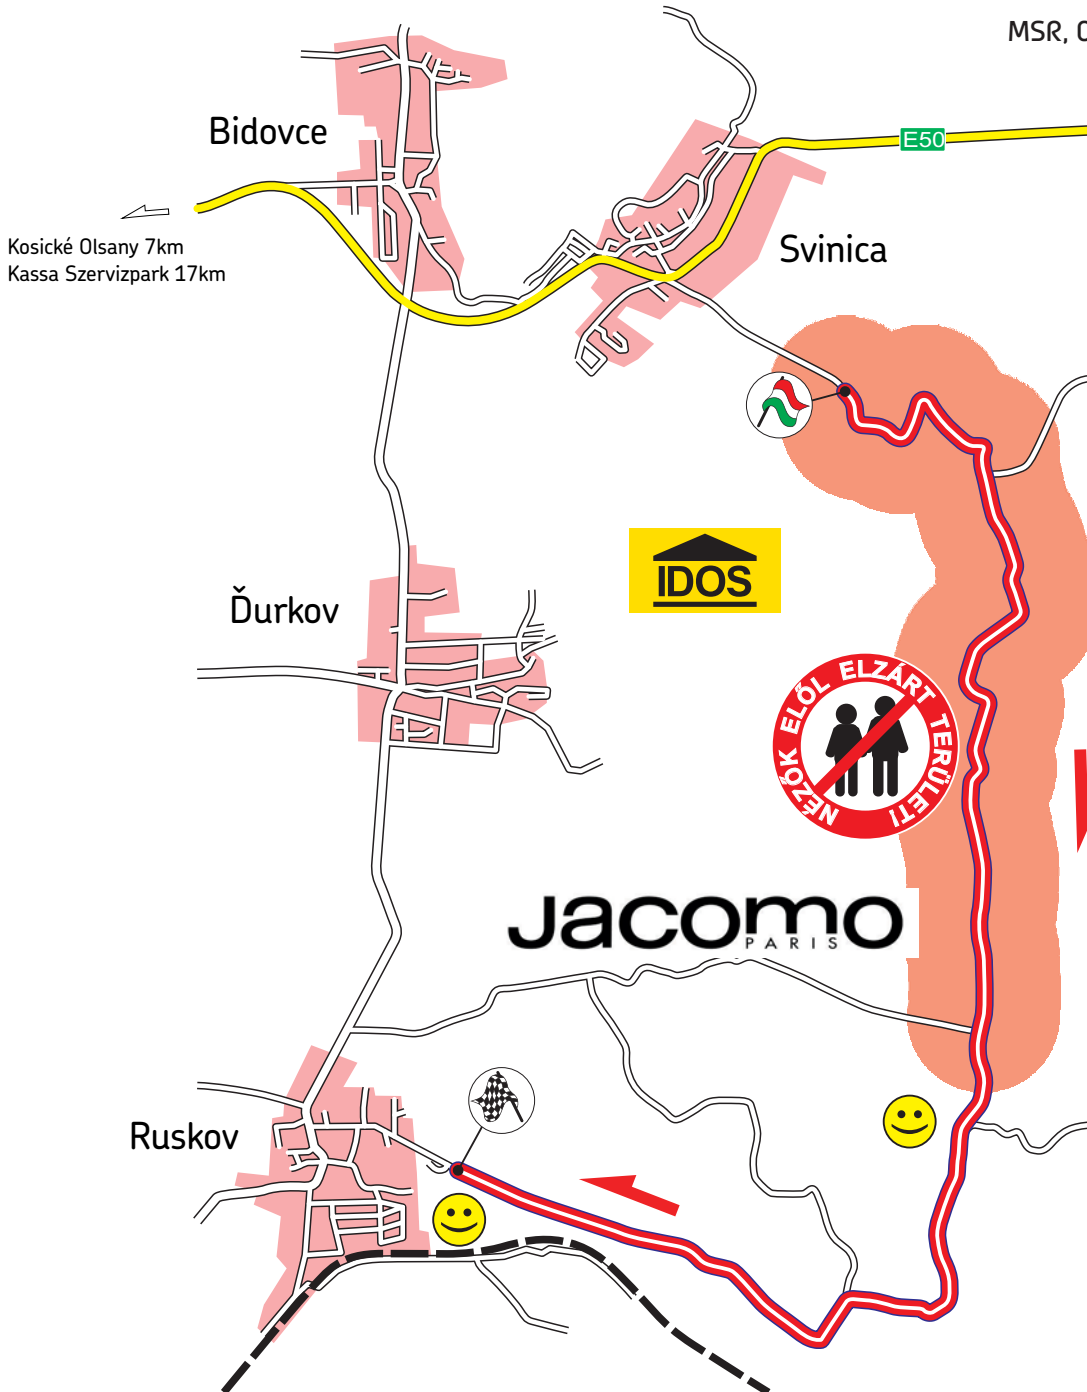 MSR,
Bidovce
E50
Svinica
Kosické Olsany 7km
Kassa Szervizpark 17km
IDOS
Ďurkov
NÉZŐK ELŐL ELZÁRT TERÜLET!
Jacomo
PARIS
Ruskov